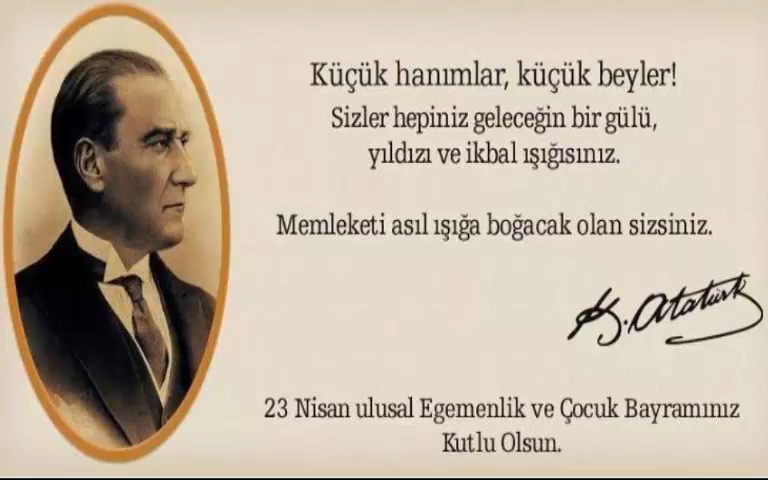 Küçük hanımlar, küçük beyler!
Sizler hepiniz geleceğin bir gülü,
yıldızı ve ikbal ışığısınız.
Memleketi asıl ışığa boğacak olan sizsiniz.
K. Atatürk
23 Nisan ulusal Egemenlik ve Çocuk Bayramınız
Kutlu Olsun.